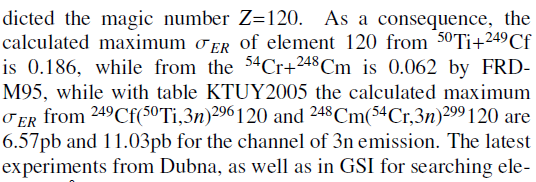 dicted the magic number Z=120. As a consequence, the
calculated maximum σER of element 120 from ⁵⁰Ti+²⁴⁹Cf
is 0.186, while from the ⁵⁴Cr+²⁴⁸Cm is 0.062 by FRD-
M95, while with table KTUY2005 the calculated maximum
σER from ²⁴⁹Cf(⁵⁰Ti,3n)²⁹⁶120 and ²⁴⁸Cm(⁵⁴Cr,3n)²⁹⁹120 are
6.57pb and 11.03pb for the channel of 3n emission. The latest
experiments from Dubna, as well as in GSI for searching ele-